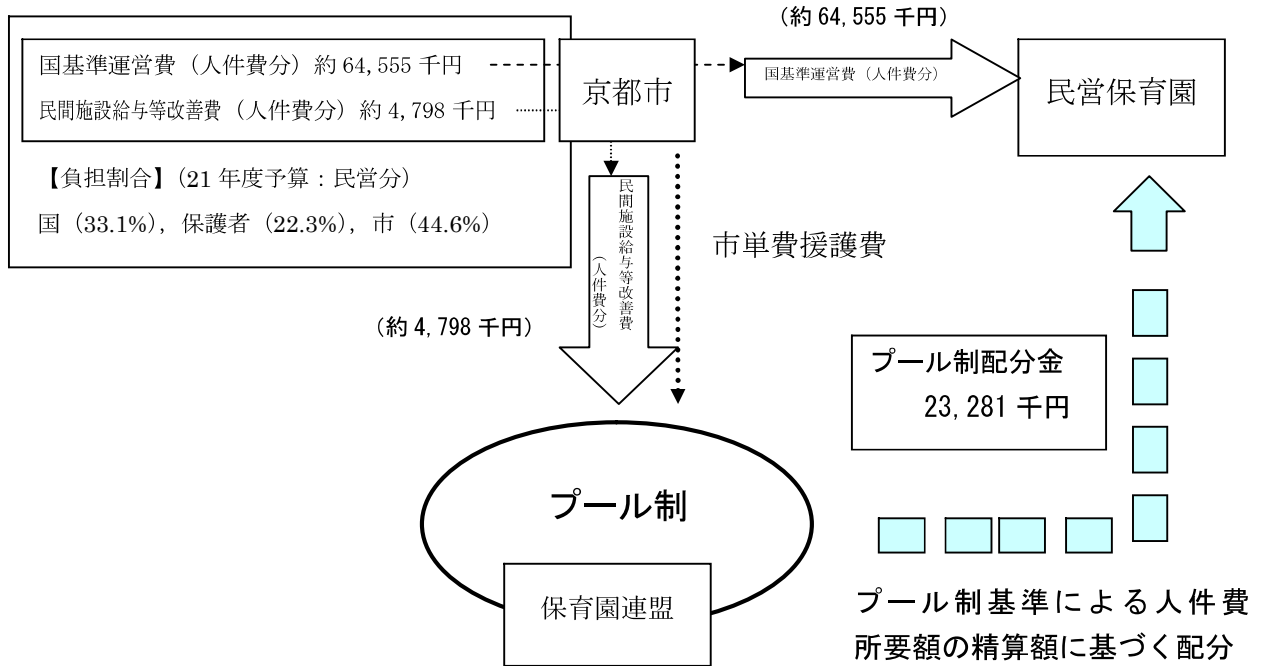 (約 64,555 千円)
国基準運営費（人件費分）約 64,555 千円
民間施設給与等改善費（人件費分）約 4,798 千円
京都市
国基準運営費（人件費分）
民営保育園
【負担割合】（21 年度予算：民営分）
国（33.1%），保護者（22.3%），市（44.6%）
民間施設給与等改善費
（人件費分）
市単費援護費
（約 4,798 千円）
プール制配分金
23,281 千円
プール制
保育園連盟
プール制基準による人件費
所要額の精算額に基づく配分